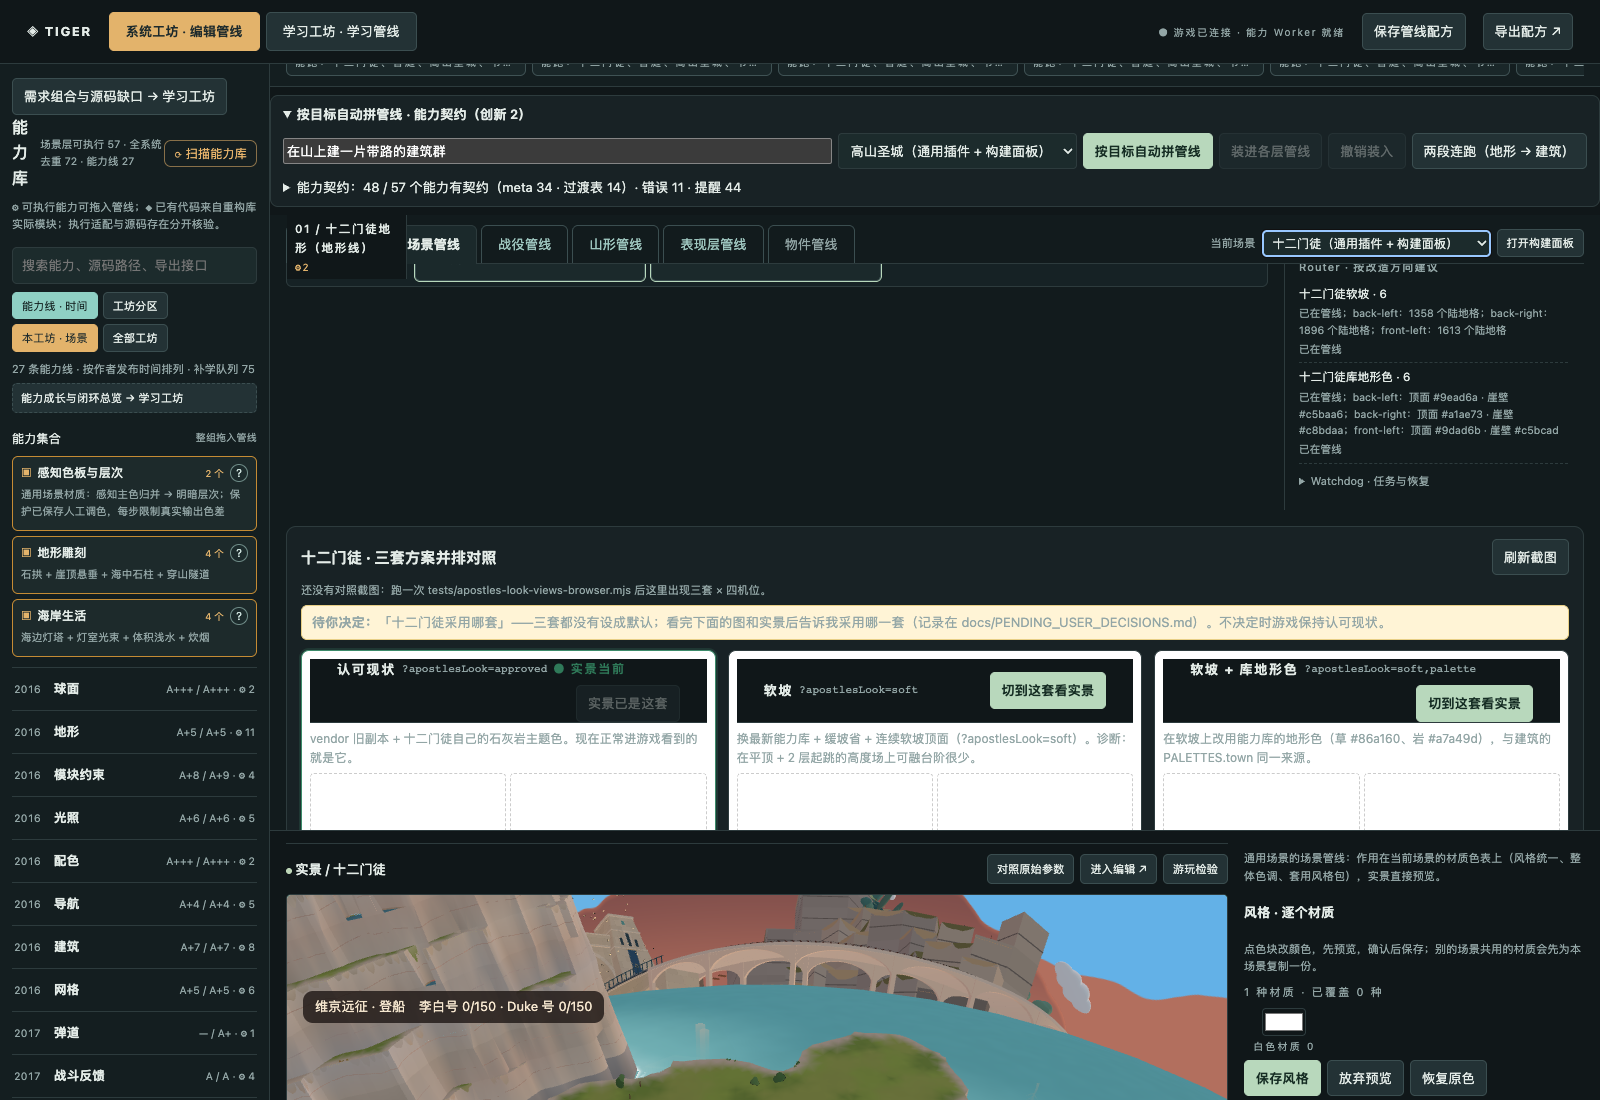 ◈ TIGER
系统工坊 · 编辑管线
学习工坊 · 学习管线
游戏已连接 · 能力 Worker 就绪
保存管线配方
导出配方 ↗
需求组合与源码缺口 → 学习工坊
能力库
场景层可执行 57 · 全系统去重 72 · 能力线 27
⟳ 扫描能力库
⚙ 可执行能力可拖入管线；◆ 已有代码来自重构库
实际模块；执行适配与源码存在分开核验。
搜索能力、源码路径、导出接口
能力线 · 时间
工坊分区
本工坊 · 场景
全部工坊
27 条能力线 · 按作者发布时间排列 · 补学队列 75
能力成长与闭环总览 → 学习工坊
能力集合
整组拖入管线
▣ 感知色板与层次 2 个 ?
通用场景材质：感知主色归并 → 明暗层次；保
护已保存人工调色，每步限制真实输出色差
▣ 地形雕刻 4 个 ?
石拱 + 崖顶悬垂 + 海中石柱 + 穿山隧道
▣ 海岸生活 4 个 ?
海边灯塔 + 灯室光束 + 体积浅水 + 炊烟
2016 球面 A+++ / A+++ · ⚙ 2
2016 地形 A+5 / A+5 · ⚙ 11
2016 模块约束 A+8 / A+9 · ⚙ 4
2016 光照 A+6 / A+6 · ⚙ 5
2016 配色 A+++ / A+++ · ⚙ 2
2016 导航 A+4 / A+4 · ⚙ 5
2016 建筑 A+7 / A+7 · ⚙ 8
2016 网格 A+5 / A+5 · ⚙ 6
2017 弹道 — / A+ · ⚙ 1
2017 战斗反馈 A / A · ⚙ 4
▼ 按目标自动拼管线 · 能力契约（创新 2）
在山上建一片带路的建筑群
高山圣城（通用插件 + 构建面板）
按目标自动拼管线
装进各层管线
撤销装入
两段连跑（地形 → 建筑）
▶ 能力契约：48 / 57 个能力有契约（meta 34 · 过渡表 14）· 错误 11 · 提醒 44
01 / 十二门徒地
形（地形线）
⚙2
场景管线
战役管线
山形管线
表现层管线
物件管线
当前场景
十二门徒（通用插件 + 构建面板）
打开构建面板
Router · 按改造方向建议
十二门徒软坡 · 6
已在管线；back-left：1358 个陆地格；back-right：
1896 个陆地格；front-left：1613 个陆地格
已在管线
十二门徒库地形色 · 6
已在管线；back-left：顶面 #9ead6a · 崖壁
#c5baa6；back-right：顶面 #a1ae73 · 崖壁
#c8bdaa；front-left：顶面 #9dad6b · 崖壁 #c5bcad
已在管线
▶ Watchdog · 任务与恢复
十二门徒 · 三套方案并排对照
刷新截图
还没有对照截图：跑一次 tests/apostles-look-views-browser.mjs 后这里出现三套 × 四机位。
待你决定：「十二门徒采用哪套」——三套都没有设成默认；看完下面的图和实景后告诉我采用哪一套（记录在 docs/PENDING_USER_DECISIONS.md）。不决定时游戏保持认可现状。
认可现状 ?apostlesLook=approved ● 实景当前
实景已是这套
vendor 旧副本 + 十二门徒自己的石灰岩主题色。现在正常进游戏看到的
就是它。
软坡 ?apostlesLook=soft
切到这套看实景
换最新能力库 + 缓坡省 + 连续软坡顶面（?apostlesLook=soft）。诊断：
在平顶 + 2 层起跳的高度场上可融台阶很少。
软坡 + 库地形色 ?apostlesLook=soft,palette
切到这套看实景
在软坡上改用能力库的地形色（草 #86a160、岩 #a7a49d），与建筑的
PALETTES.town 同一来源。
实景 / 十二门徒
对照原始参数
进入编辑 ↗
游玩检验
维京远征 · 登船 李白号 0/150 · Duke 号 0/150
通用场景的场景管线：作用在当前场景的材质色表上（风格统一、整
体色调、套用风格包），实景直接预览。
风格 · 逐个材质
点色块改颜色，先预览，确认后保存；别的场景共用的材质会先为本
场景复制一份。
1 种材质 · 已覆盖 0 种
白色材质 0
保存风格
放弃预览
恢复原色